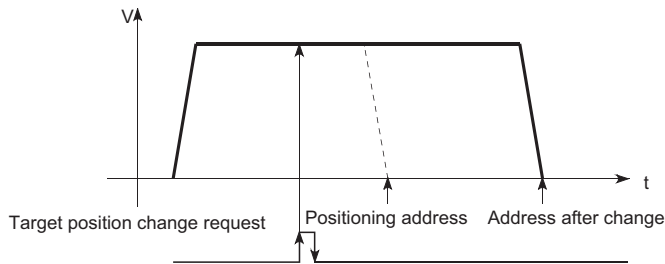 V
t
Target position change request
Positioning address
Address after change